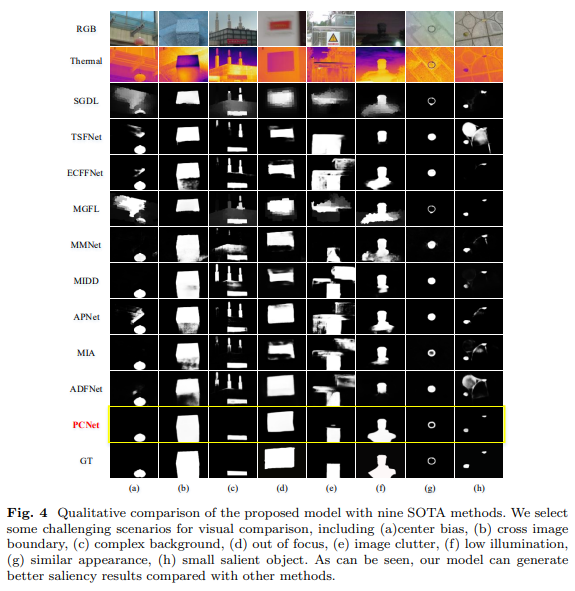 RGB
Thermal
SGDL
TSFNet
ECFFNet
MGFL
MMNet
MIDD
APNet
MIA
ADFNet
PCNet
GT
(a) (b) (c) (d) (e) (f) (g) (h)
Fig. 4 Qualitative comparison of the proposed model with nine SOTA methods. We select
some challenging scenarios for visual comparison, including (a)center bias, (b) cross image
boundary, (c) complex background, (d) out of focus, (e) image clutter, (f) low illumination,
(g) similar appearance, (h) small salient object. As can be seen, our model can generate
better saliency results compared with other methods.